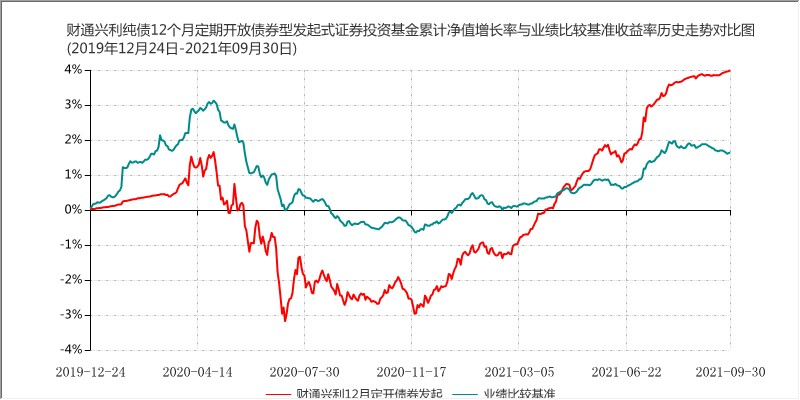 财通兴利纯债12个月定期开放债券型发起式证券投资基金累计净值增长率与业绩比较基准收益率历史走势对比图
(2019年12月24日-2021年09月30日)
4%
3%
2%
1%
0%
-1%
-2%
-3%
-4%
2019-12-24 2020-04-14 2020-07-30 2020-11-17 2021-03-05 2021-06-22 2021-09-30
财通兴利12月定开债券发起 业绩比较基准